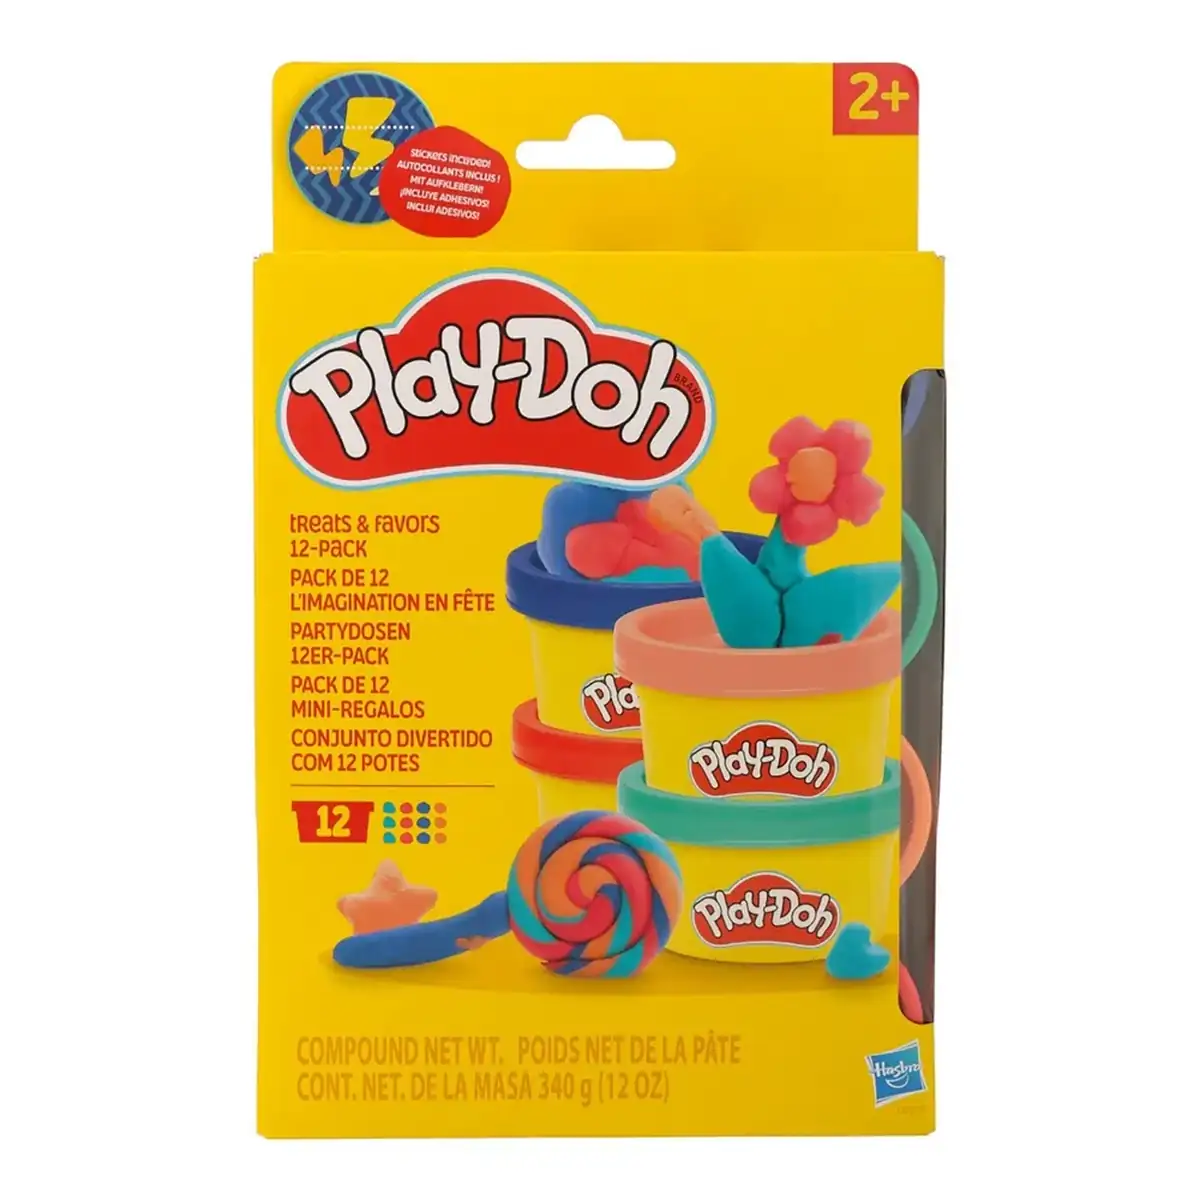 2+
stickers included!
AUTOCOLLANTS INCLUS !
MIT AUFKLEBERN!
¡INCLUYE ADHESIVOS!
INCLUI ADESIVOS!
Play-Doh
BRAND
treats & favors
12-pack
PACK DE 12
L'IMAGINATION EN FÊTE
PARTYDOSEN
12ER-PACK
PACK DE 12
MINI-REGALOS
CONJUNTO DIVERTIDO
COM 12 POTES
12
Play-Doh
Play-Doh
COMPOUND NET WT. POIDS NET DE LA PÂTE
CONT. NET. DE LA MASA 340 g (12 OZ)
Hasbro